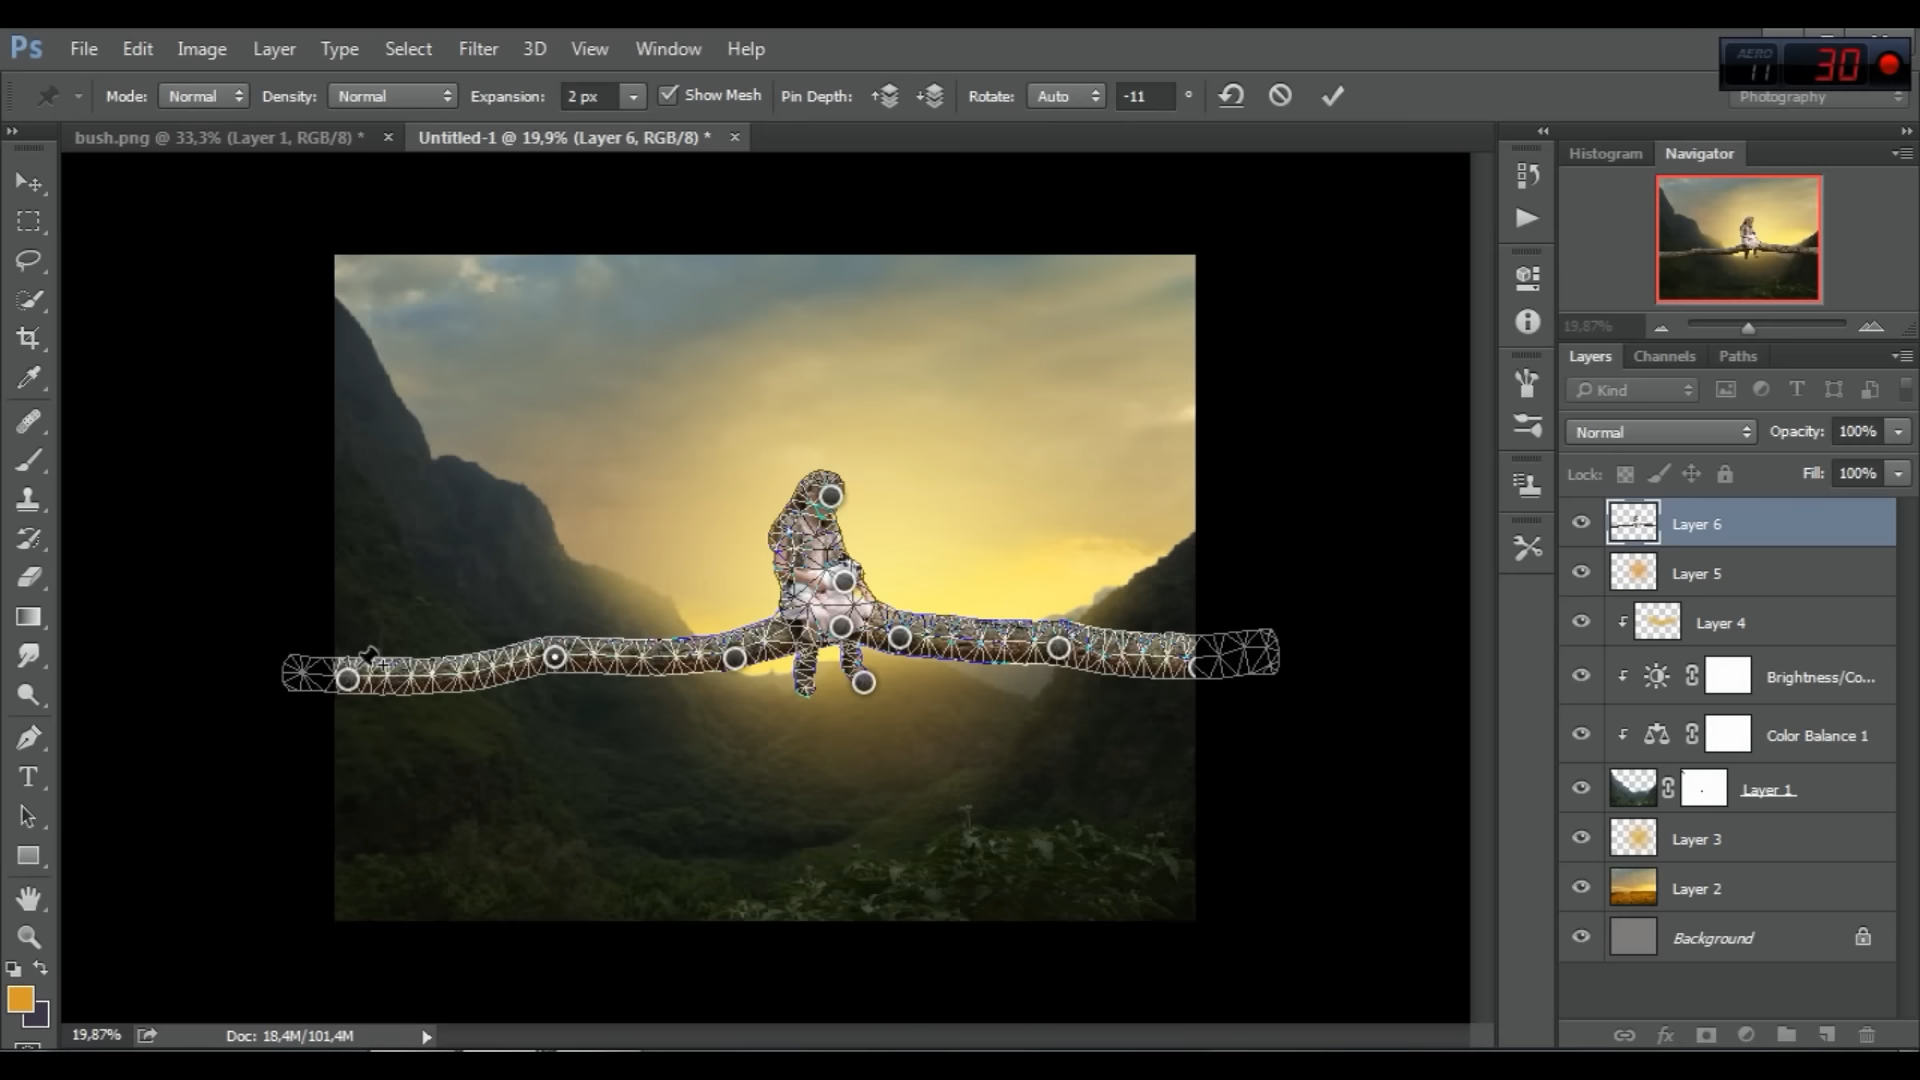 Ps File Edit Image Layer Type Select Filter 3D View Window Help
AERO 11 30
Mode: Normal Density: Normal Expansion: 2 px Show Mesh Pin Depth: Rotate: Auto -11 °
Photography
bush.png @ 33,3% (Layer 1, RGB/8) * × Untitled-1 @ 19,9% (Layer 6, RGB/8) * ×
Histogram Navigator
19,87%
Layers Channels Paths
Kind
Normal Opacity: 100%
Lock: Fill: 100%
Layer 6
Layer 5
Layer 4
Brightness/Co...
Color Balance 1
Layer 1
Layer 3
Layer 2
Background
19,87% Doc: 18,4M/101,4M